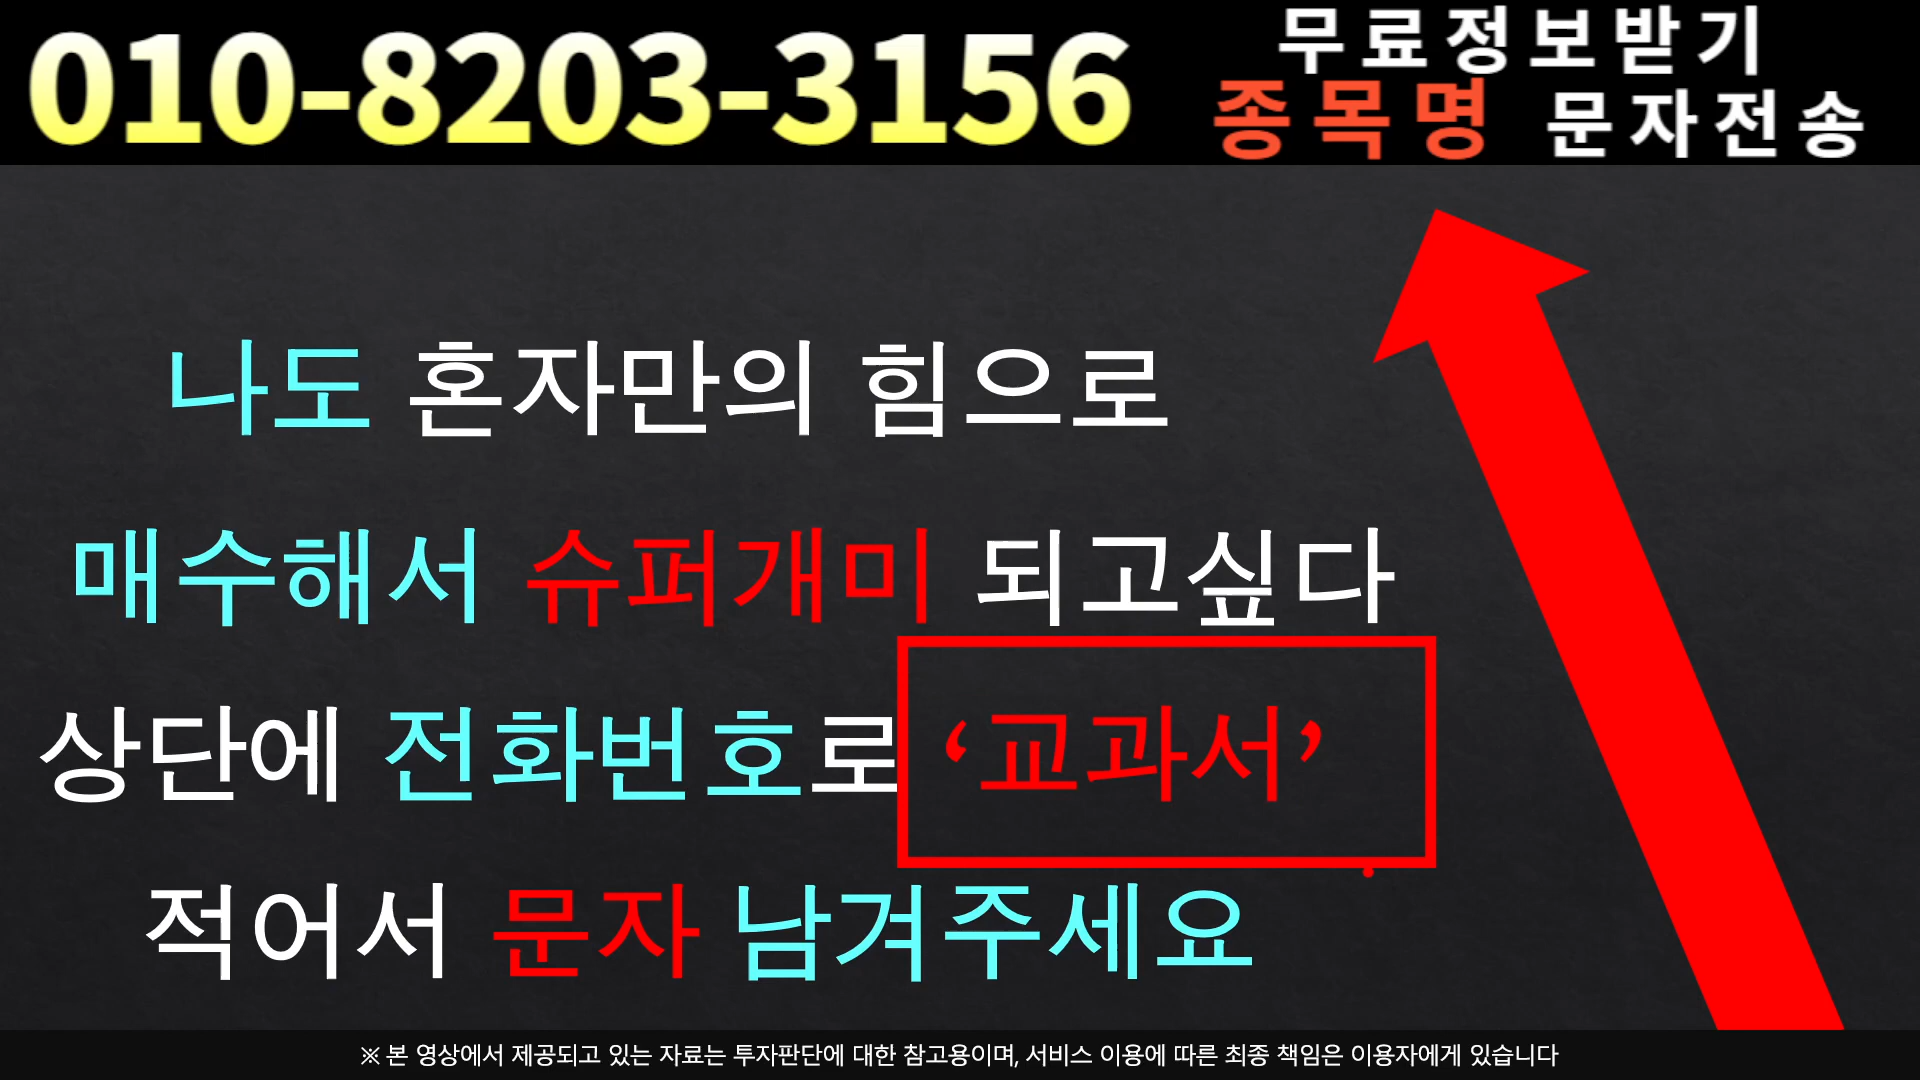 010-8203-3156
무료정보받기
종목명 문자전송
나도 혼자만의 힘으로
매수해서 슈퍼개미 되고싶다
상단에 전화번호로 ‘교과서’
적어서 문자 남겨주세요
※ 본 영상에서 제공되고 있는 자료는 투자판단에 대한 참고용이며, 서비스 이용에 따른 최종 책임은 이용자에게 있습니다